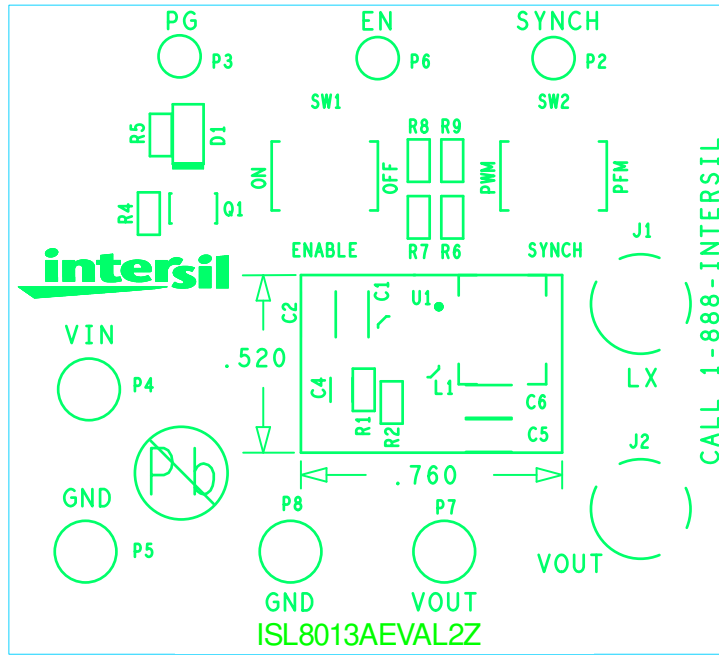 PG EN SYNCH
P3 P6 P2
SW1 SW2
R5 D1 R8 R9
ON OFF PWM PFM
R4 Q1
R7 R6
ENABLE SYNCH J1
intersil
C2 C1 U1
VIN
.520
P4 C4 R1 R2 L1 C6 LX
C5 J2
CALL 1-888-INTERSIL
Pb
.760
GND P8 P7
P5
VOUT
GND VOUT
ISL8013AEVAL2Z